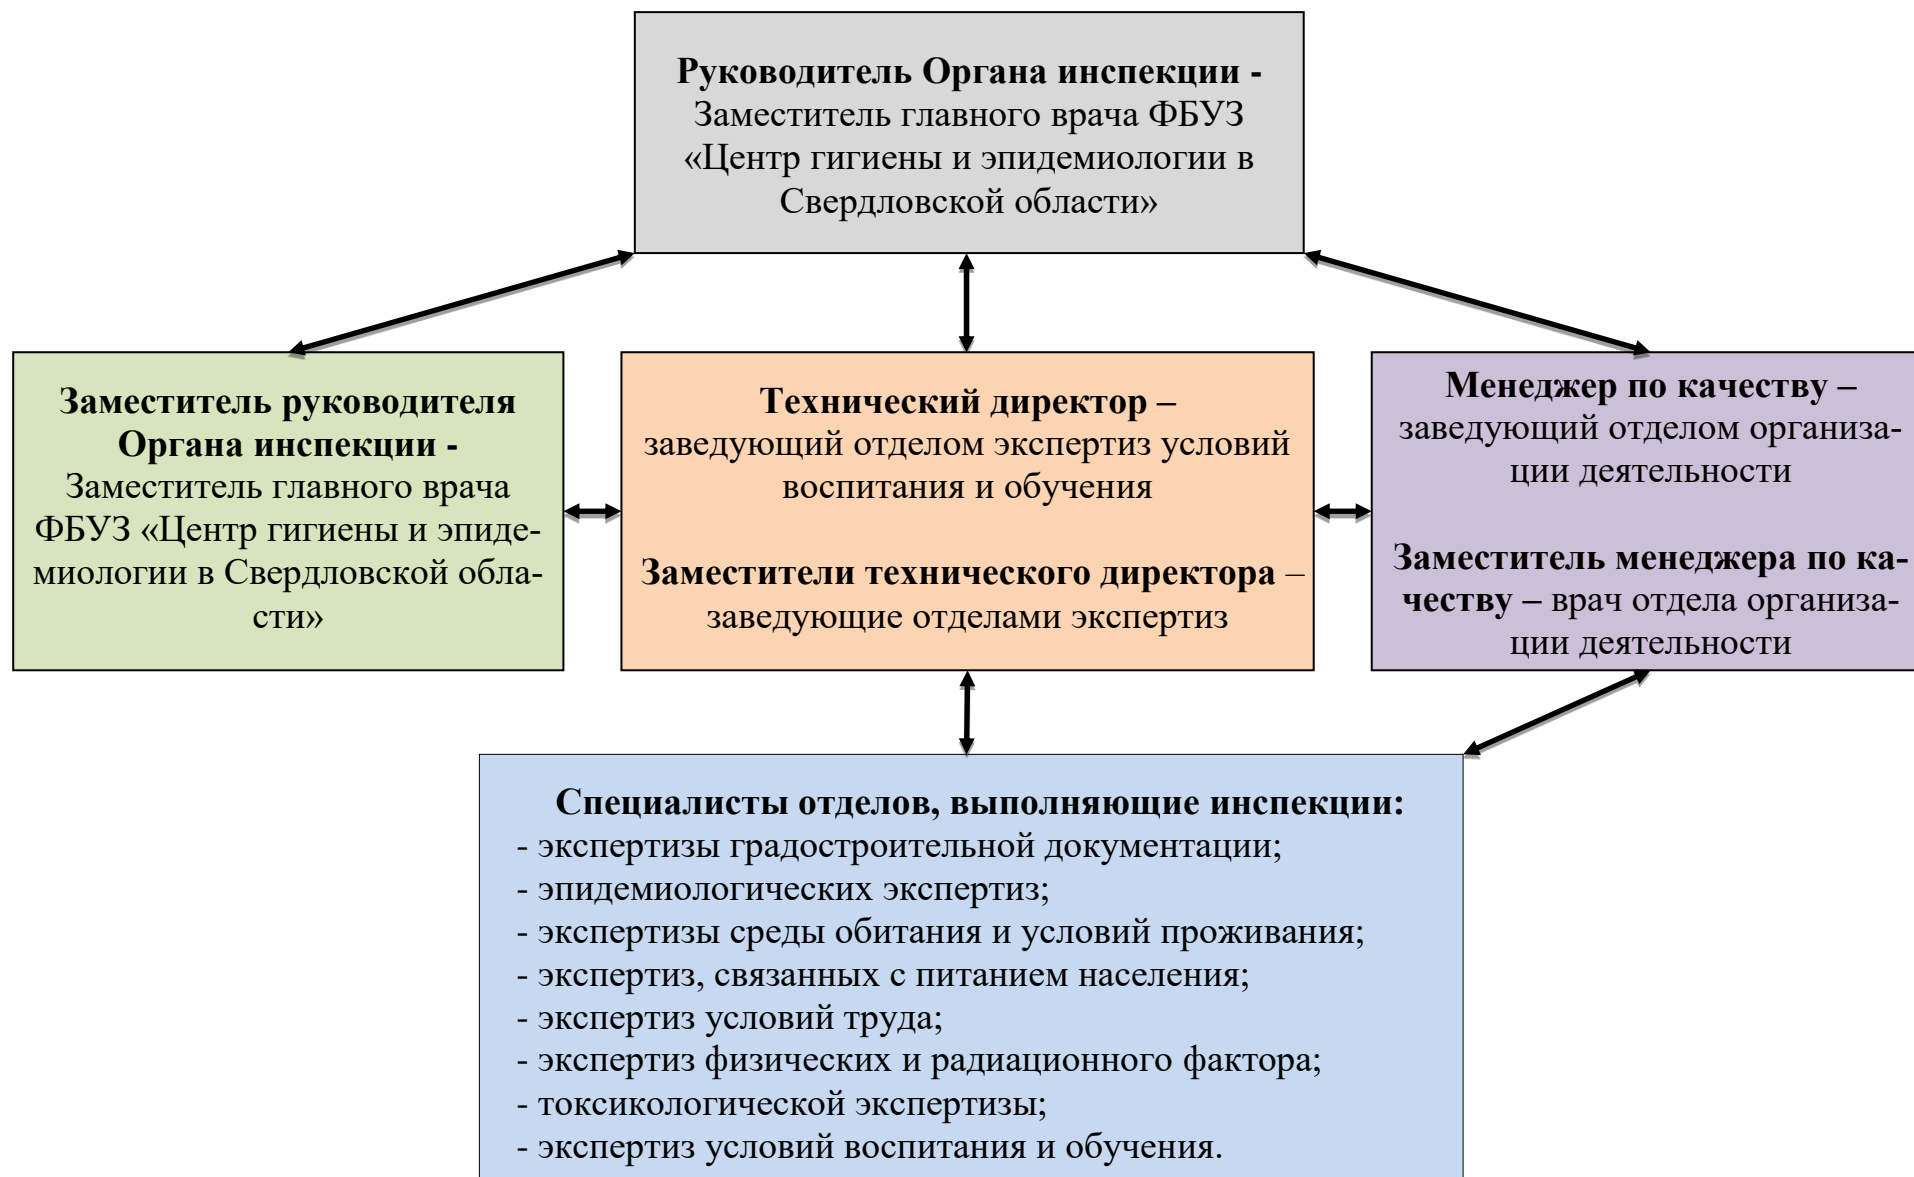 Руководитель Органа инспекции -
Заместитель главного врача ФБУЗ
«Центр гигиены и эпидемиологии в
Свердловской области»
Заместитель руководителя
Органа инспекции -
Заместитель главного врача
ФБУЗ «Центр гигиены и эпиде-
миологии в Свердловской обла-
сти»
Технический директор –
заведующий отделом экспертиз условий
воспитания и обучения
Заместители технического директора –
заведующие отделами экспертиз
Менеджер по качеству –
заведующий отделом организа-
ции деятельности
Заместитель менеджера по ка-
честву – врач отдела организа-
ции деятельности
Специалисты отделов, выполняющие инспекции:
- экспертизы градостроительной документации;
- эпидемиологических экспертиз;
- экспертизы среды обитания и условий проживания;
- экспертиз, связанных с питанием населения;
- экспертиз условий труда;
- экспертиз физических и радиационного фактора;
- токсикологической экспертизы;
- экспертиз условий воспитания и обучения.